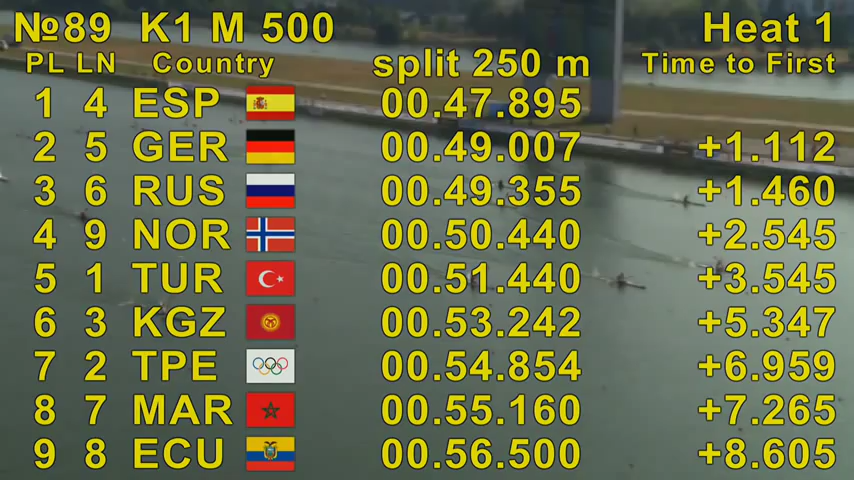 №89 K1 M 500 Heat 1
PL LN Country split 250 m Time to First
1 4 ESP 00.47.895
2 5 GER 00.49.007 +1.112
3 6 RUS 00.49.355 +1.460
4 9 NOR 00.50.440 +2.545
5 1 TUR 00.51.440 +3.545
6 3 KGZ 00.53.242 +5.347
7 2 TPE 00.54.854 +6.959
8 7 MAR 00.55.160 +7.265
9 8 ECU 00.56.500 +8.605